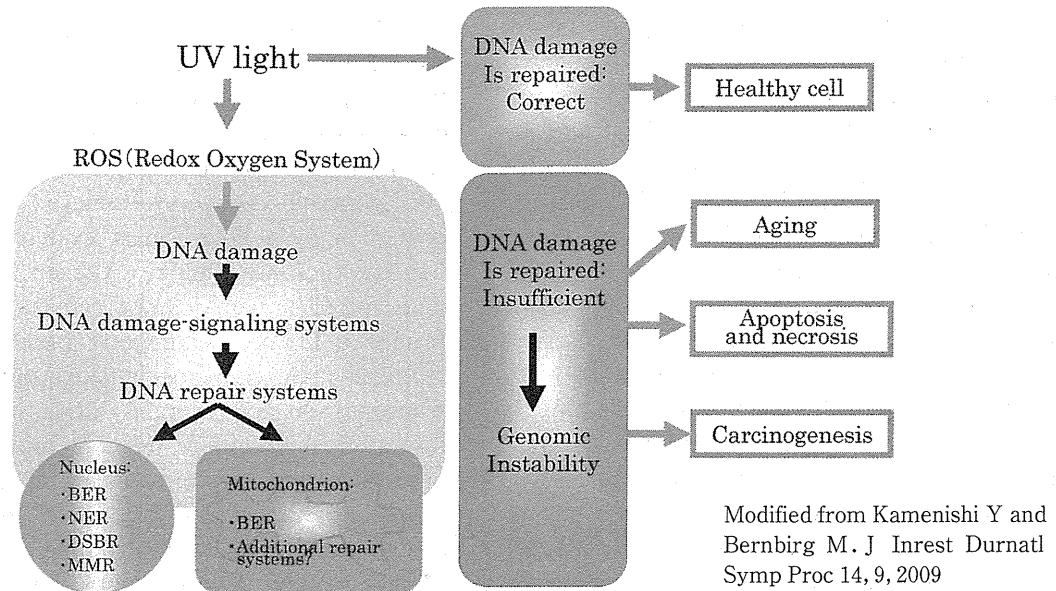 UV light
ROS(Redox Oxygen System)
DNA damage
DNA damage-signaling systems
DNA repair systems
Nucleus:
・BER
・NER
・DSBR
・MMR
Mitochondrion:
・BER
・Additional repair
systems?
DNA damage
Is repaired:
Correct
Healthy cell
DNA damage
Is repaired:
Insufficient
Genomic
Instability
Aging
Apoptosis
and necrosis
Carcinogenesis
Modified from Kamenishi Y and
Bernbirg M. J Inrest Durnatl
Symp Proc 14, 9, 2009